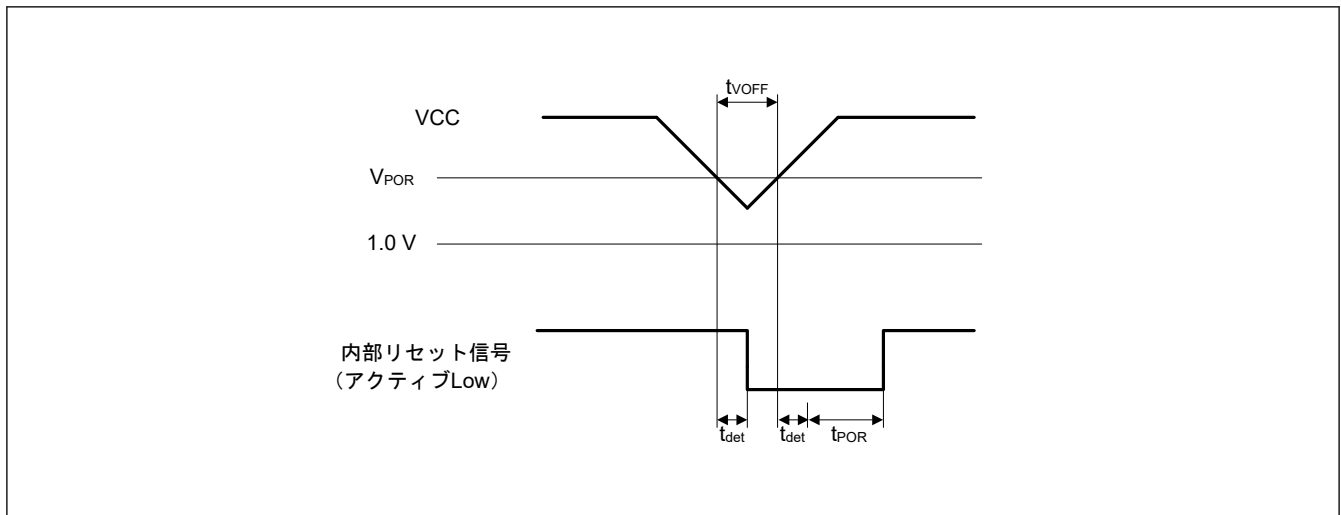 tVOFF
VCC
VPOR
1.0 V
内部リセット信号
（アクティブLow）
tdet
tdet
tPOR